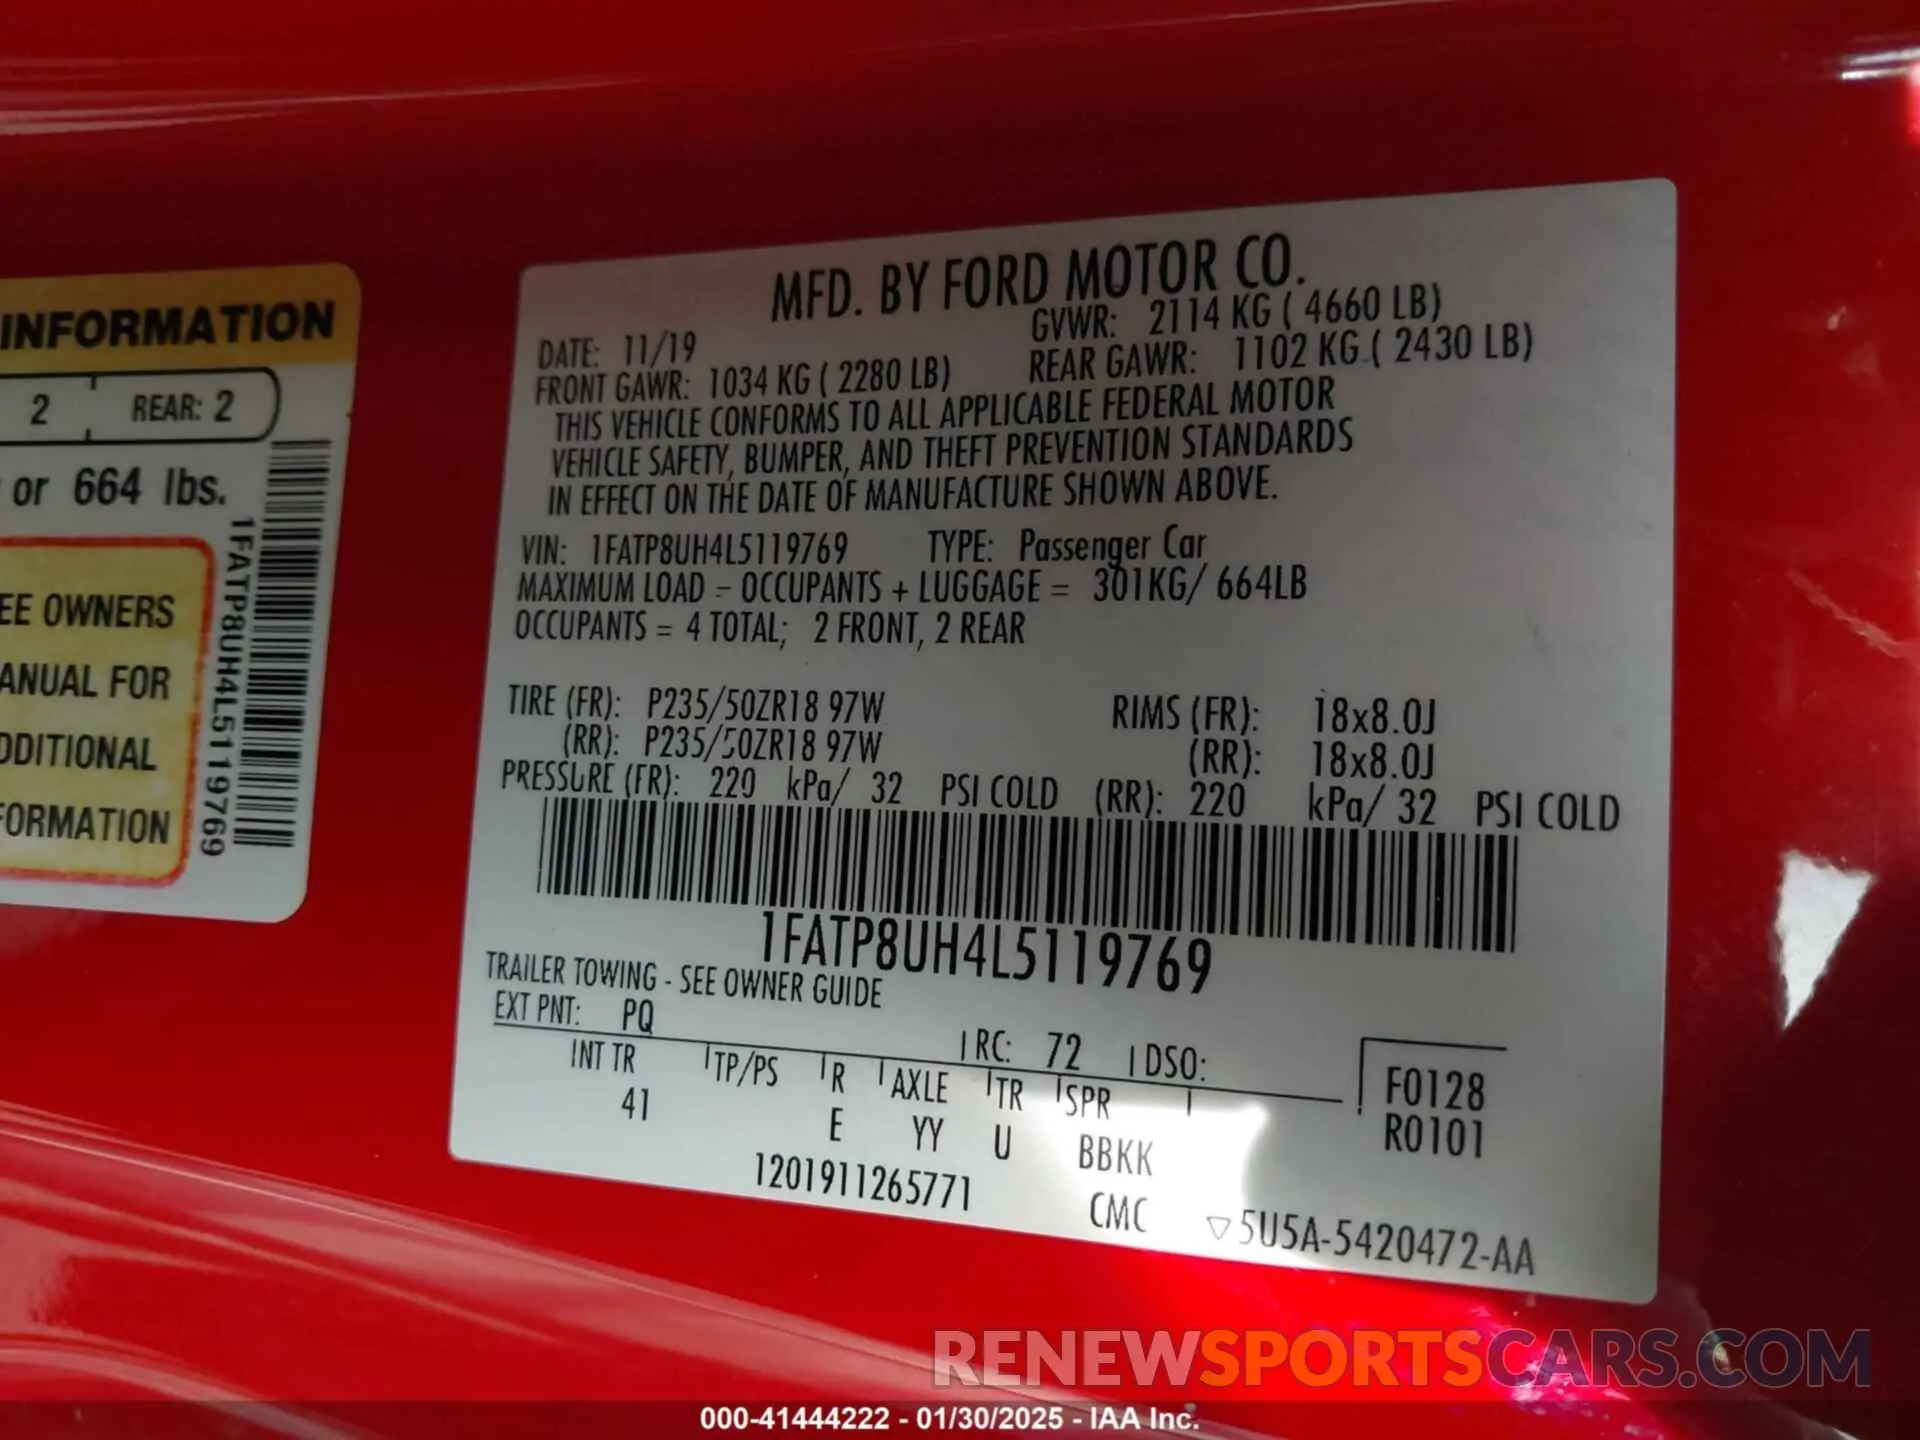 INFORMATION
2 REAR: 2
or 664 lbs.
EE OWNERS
ANUAL FOR
DDITIONAL
FORMATION
1FATP8UH4L5119769
MFD. BY FORD MOTOR CO.
DATE: 11/19 GVWR: 2114 KG ( 4660 LB)
FRONT GAWR: 1034 KG ( 2280 LB) REAR GAWR: 1102 KG ( 2430 LB)
THIS VEHICLE CONFORMS TO ALL APPLICABLE FEDERAL MOTOR
VEHICLE SAFETY, BUMPER, AND THEFT PREVENTION STANDARDS
IN EFFECT ON THE DATE OF MANUFACTURE SHOWN ABOVE.
VIN: 1FATP8UH4L5119769 TYPE: Passenger Car
MAXIMUM LOAD = OCCUPANTS + LUGGAGE = 301KG/ 664LB
OCCUPANTS = 4 TOTAL; 2 FRONT, 2 REAR
TIRE (FR): P235/50ZR18 97W RIMS (FR): 18x8.0J
(RR): P235/50ZR18 97W (RR): 18x8.0J
PRESSURE (FR): 220 kPa/ 32 PSI COLD (RR): 220 kPa/ 32 PSI COLD
1FATP8UH4L5119769
TRAILER TOWING - SEE OWNER GUIDE
EXT PNT: PQ RC: 72 DSO:
INT TR TP/PS R AXLE TR SPR F0128
41 E YY U BBKK R0101
1201911265771 CMC ▽5U5A-5420472-AA
RENEWSPORTSCARS.COM
000-41444222 - 01/30/2025 - IAA Inc.